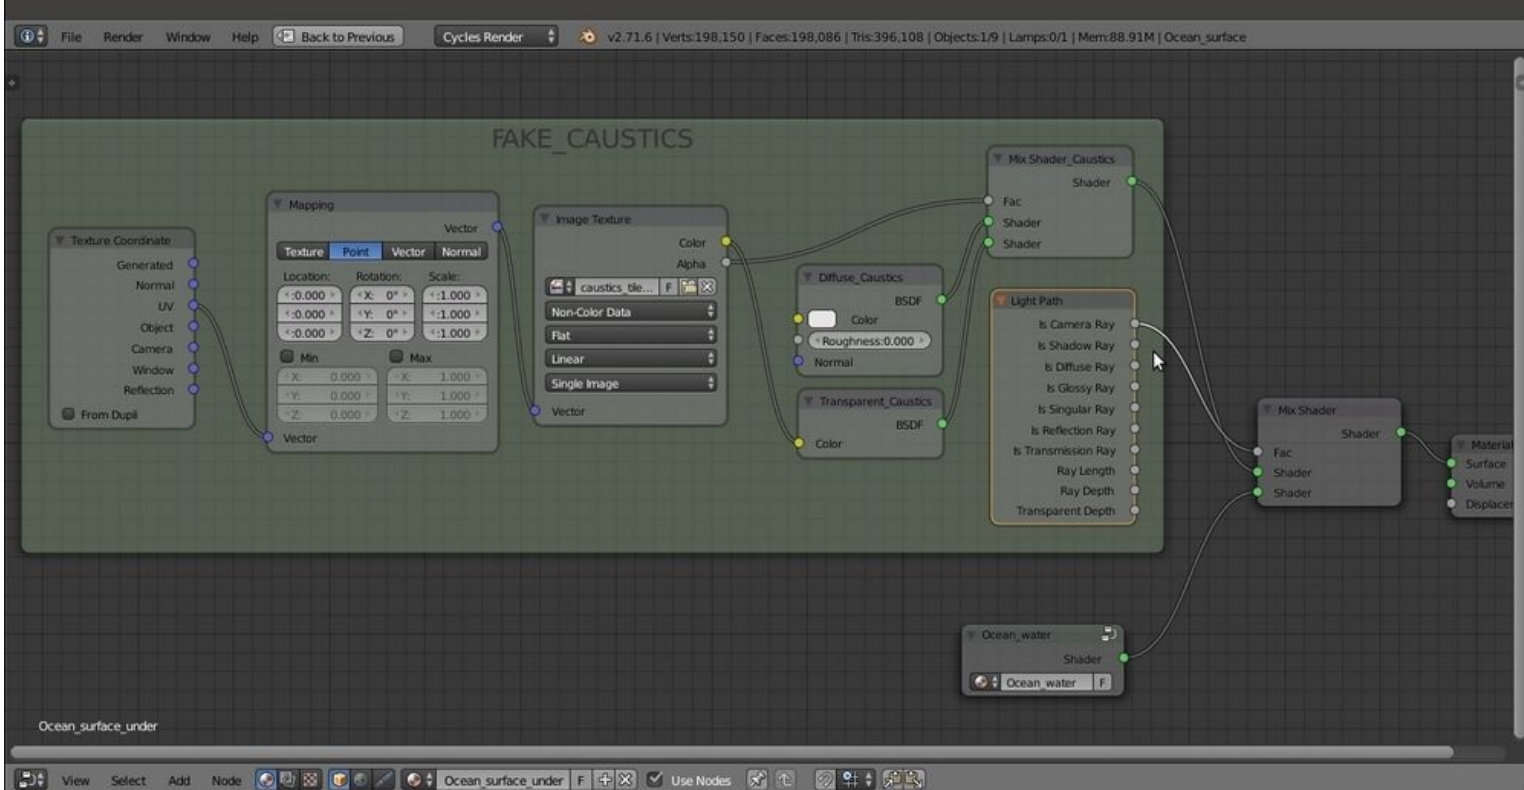 File Render Window Help Back to Previous Cycles Render v2.71.6 | Verts:198,150 | Faces:198,086 | Tris:396,108 | Objects:1/9 | Lamps:0/1 | Mem:88.91M | Ocean_surface
FAKE_CAUSTICS
Texture Coordinate
Generated
Normal
UV
Object
Camera
Window
Reflection
From Dupli
Mapping
Vector
Texture Point Vector Normal
Location: Rotation: Scale:
:0.000 X: 0° :1.000
:0.000 Y: 0° :1.000
:0.000 Z: 0° :1.000
Min Max
X: 0.000 X: 1.000
Y: 0.000 Y: 1.000
Z: 0.000 Z: 1.000
Vector
Image Texture
Color
Alpha
caustics_tile... F
Non-Color Data
Flat
Linear
Single Image
Vector
Diffuse_Caustics
BSDF
Color
Roughness:0.000
Normal
Transparent_Caustics
BSDF
Color
Mix Shader_Caustics
Shader
Fac
Shader
Shader
Light Path
Is Camera Ray
Is Shadow Ray
Is Diffuse Ray
Is Glossy Ray
Is Singular Ray
Is Reflection Ray
Is Transmission Ray
Ray Length
Ray Depth
Transparent Depth
Mix Shader
Shader
Fac
Shader
Shader
Material
Surface
Volume
Displacer
Ocean_water
Shader
Ocean_water F
Ocean_surface_under
View Select Add Node Ocean_surface_under F Use Nodes